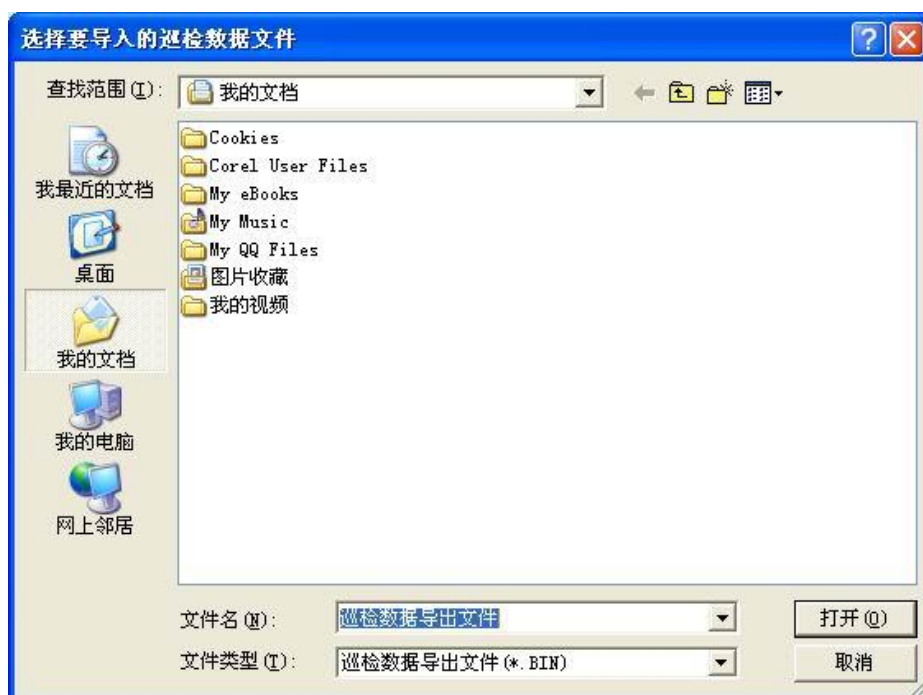 选择要导入的巡检数据文件
查找范围(I):
我的文档
我最近的文档
桌面
我的文档
我的电脑
网上邻居
Cookies
Corel User Files
My eBooks
My Music
My QQ Files
图片收藏
我的视频
文件名(N):
巡检数据导出文件
打开(O)
文件类型(T):
巡检数据导出文件(*.BIN)
取消